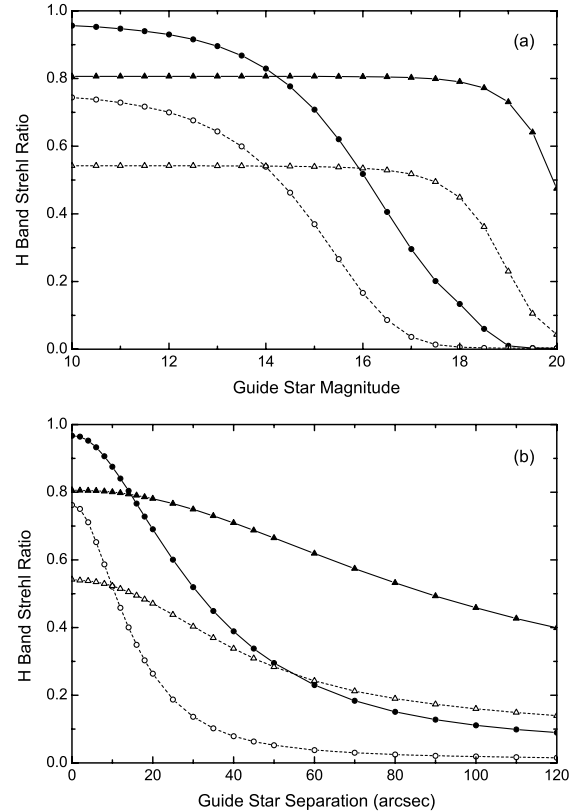 1.0
0.8
0.6
0.4
0.2
0.0
H Band Strehl Ratio
(a)
10 12 14 16 18 20
Guide Star Magnitude
1.0
0.8
0.6
0.4
0.2
0.0
H Band Strehl Ratio
(b)
0 20 40 60 80 100 120
Guide Star Separation (arcsec)